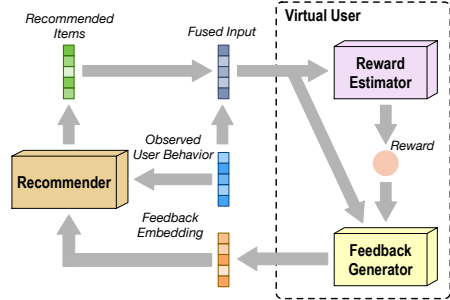 Recommended
Items
Fused Input
Virtual User
Reward
Estimator
Observed
User Behavior
Reward
Recommender
Feedback
Embedding
Feedback
Generator